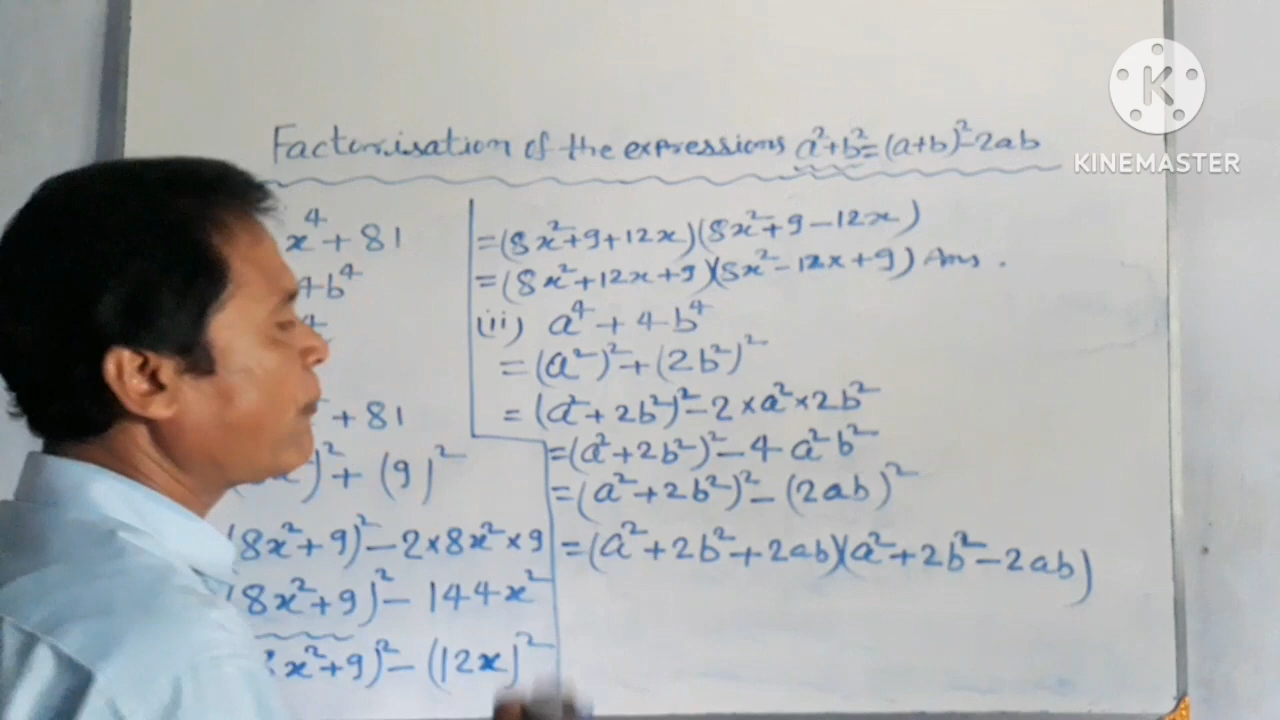 Factorisation of the expressions a²+b²=(a+b)²-2ab
KINEMASTER
x⁴+81
4b⁴
4
+81
)²+(9)²
(8x²+9)²-2×8x²×9
(8x²+9)²-144x²
x²+9)²-(12x)²
=(8x²+9+12x)(8x²+9-12x)
=(8x²+12x+9)(8x²-12x+9) Ans.
(ii) a⁴+4b⁴
=(a²)²+(2b²)²
=(a²+2b²)²-2×a²×2b²
=(a²+2b²)²-4a²b²
=(a²+2b²)²-(2ab)²
=(a²+2b²+2ab)(a²+2b²-2ab)